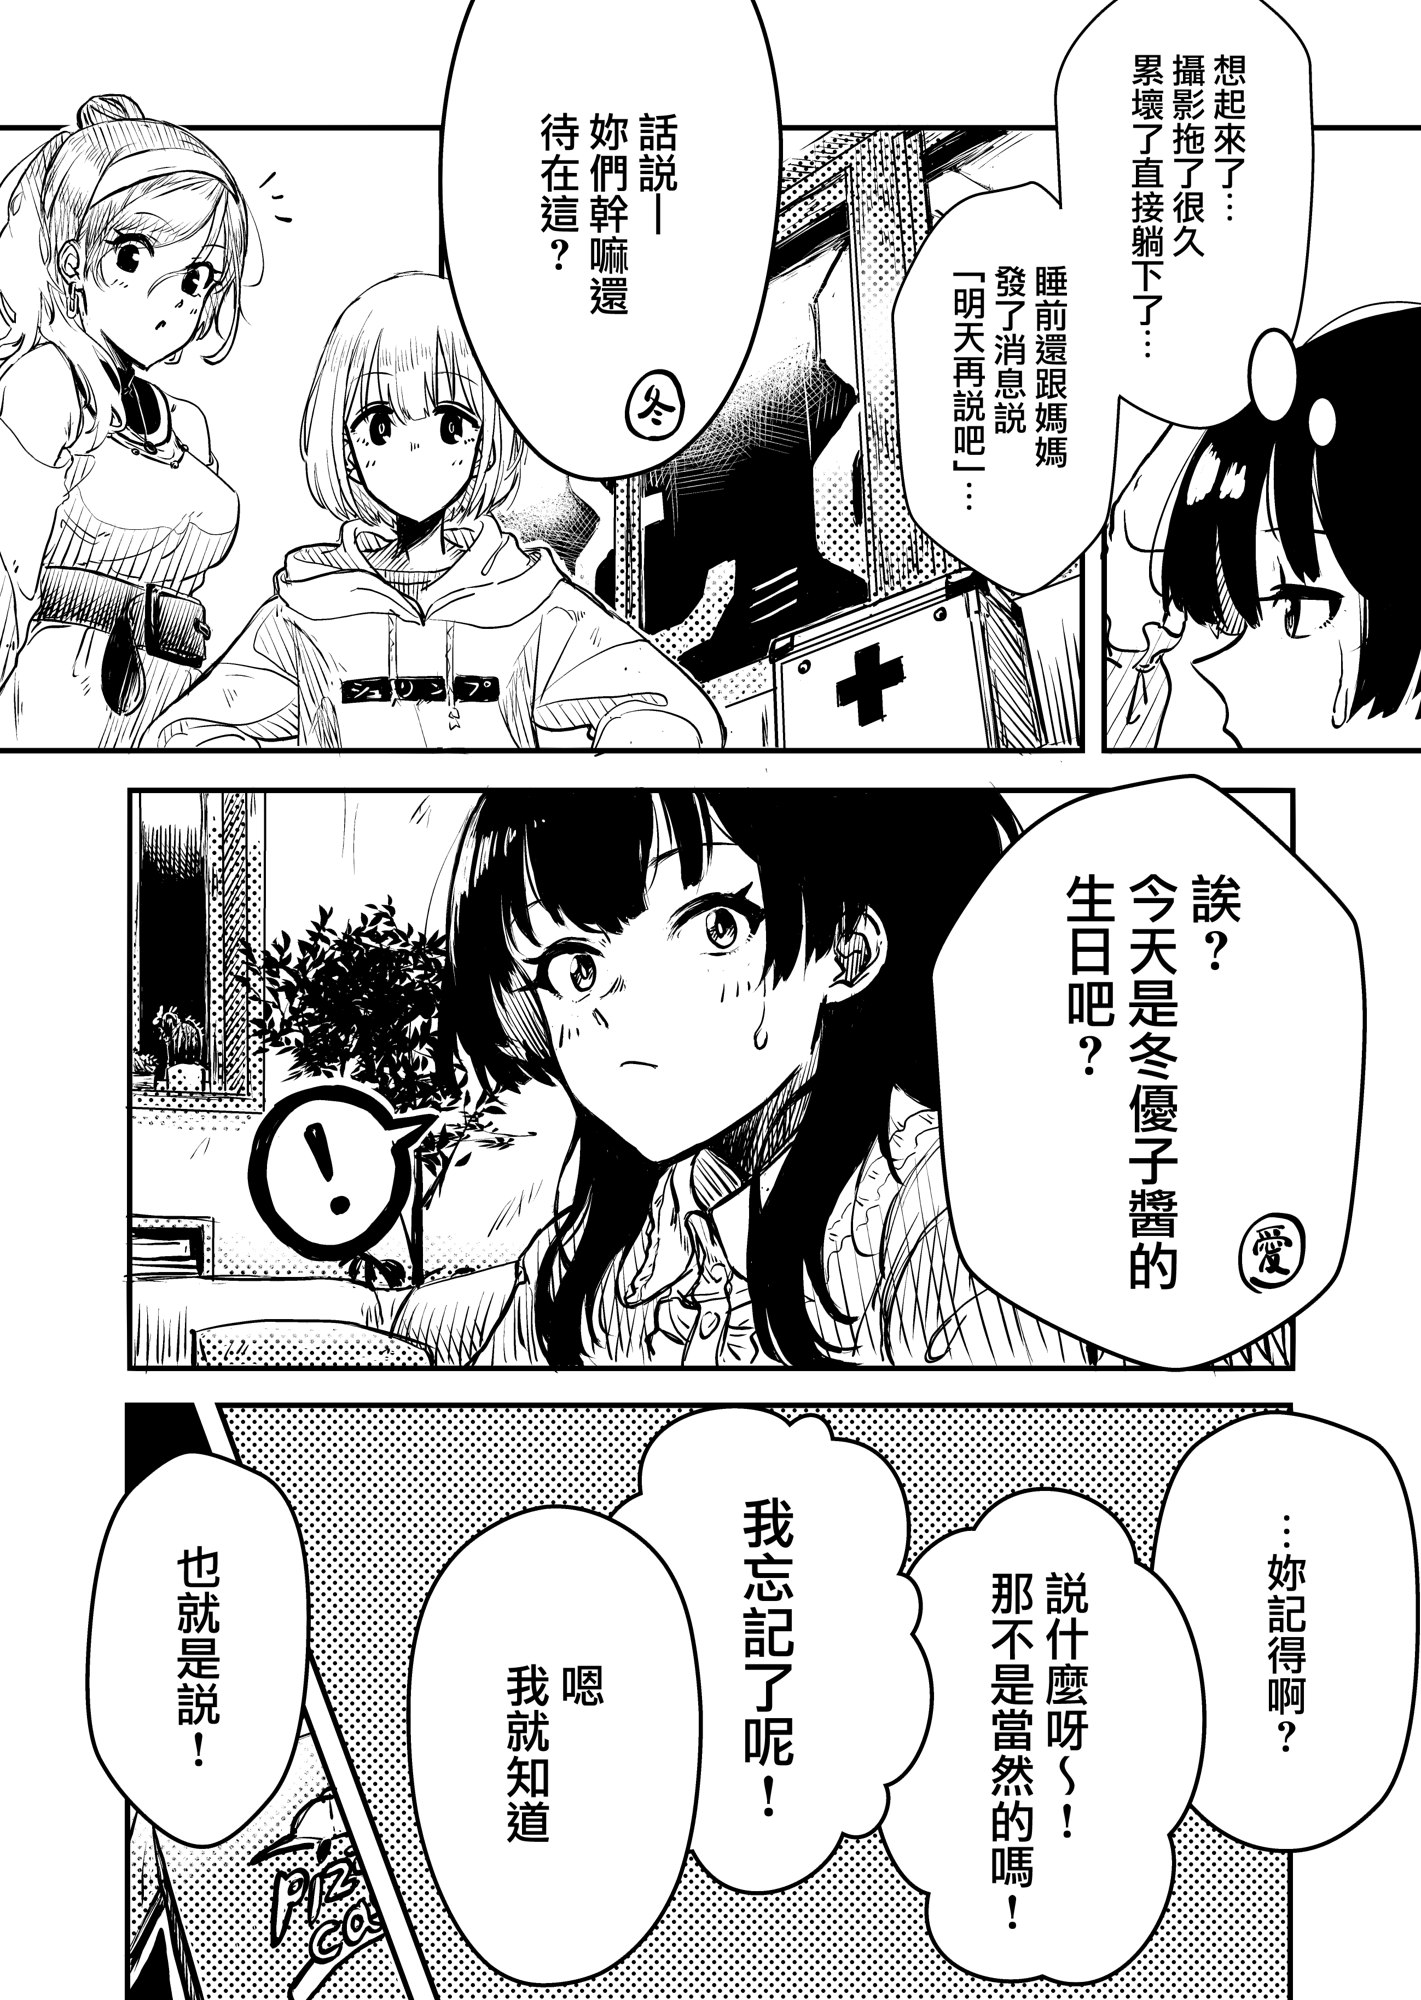 想起來了…
攝影拖了很久
累壞了直接躺下了…
睡前還跟媽媽
發了消息說
「明天再說吧」…
話說—
妳們幹嘛還
待在這?
冬
シュリンプ
誒?
今天是冬優子醬的
生日吧?
愛
!
…妳記得啊?
說什麼呀~!
那不是當然的嗎!
我忘記了呢!
嗯
我就知道
也就是說!